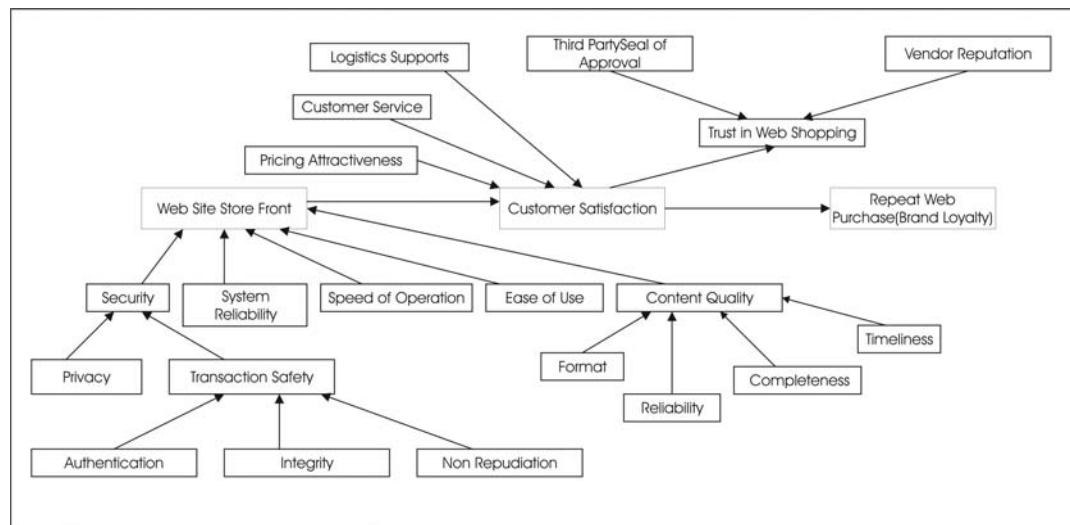 Third PartySeal of
Approval
Vendor Reputation
Logistics Supports
Customer Service
Trust in Web Shopping
Pricing Attractiveness
Web Site Store Front
Customer Satisfaction
Repeat Web
Purchase(Brand Loyalty)
Security
System
Reliability
Speed of Operation
Ease of Use
Content Quality
Timeliness
Privacy
Transaction Safety
Format
Completeness
Reliability
Authentication
Integrity
Non Repudiation